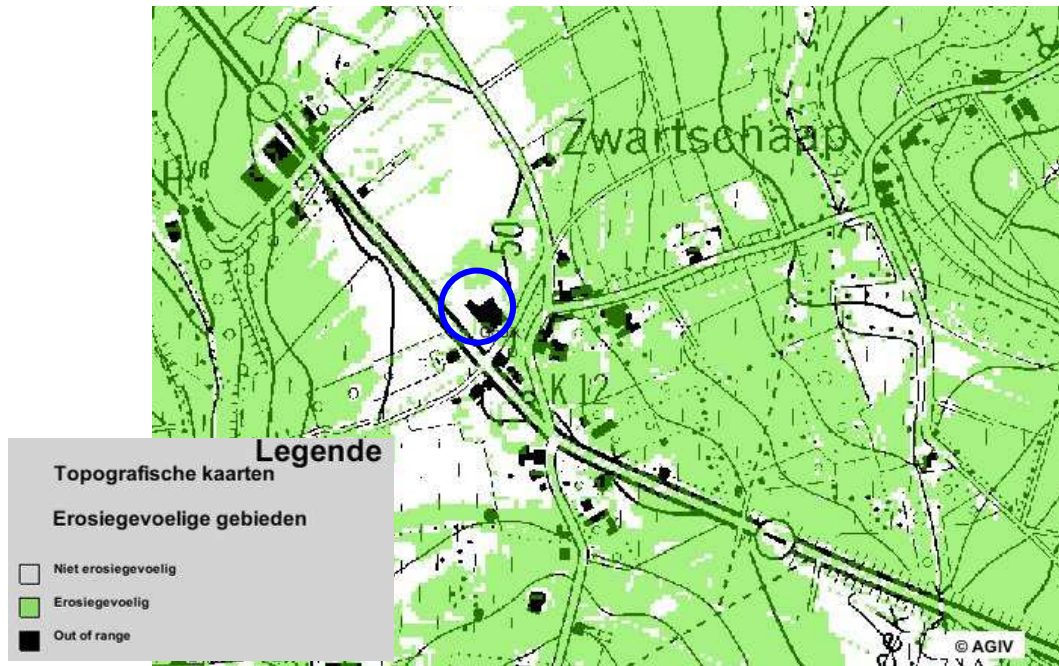 Zwartschaap
50
K 12
Legende
Topografische kaarten
Erosiegevoelige gebieden
Niet erosiegevoelig
Erosiegevoelig
Out of range
© AGIV